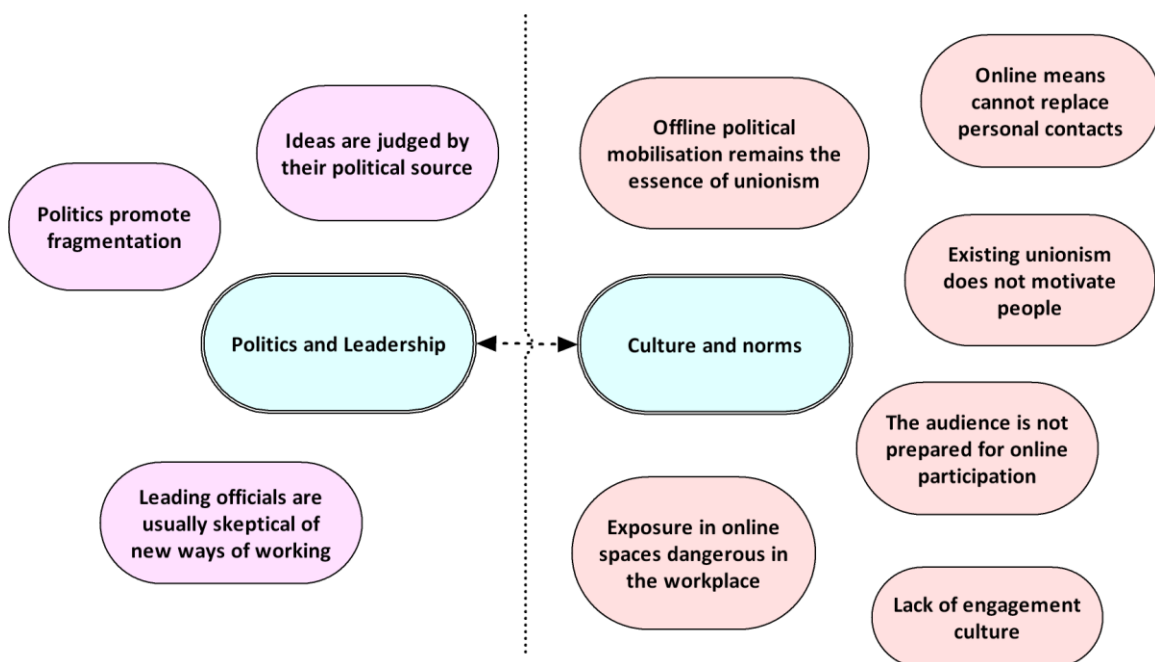 Ideas are judged by
their political source
Politics promote
fragmentation
Politics and Leadership
Leading officials are
usually skeptical of
new ways of working
Online means
cannot replace
personal contacts
Offline political
mobilisation remains the
essence of unionism
Existing unionism
does not motivate
people
Culture and norms
The audience is not
prepared for online
participation
Exposure in online
spaces dangerous in
the workplace
Lack of engagement
culture